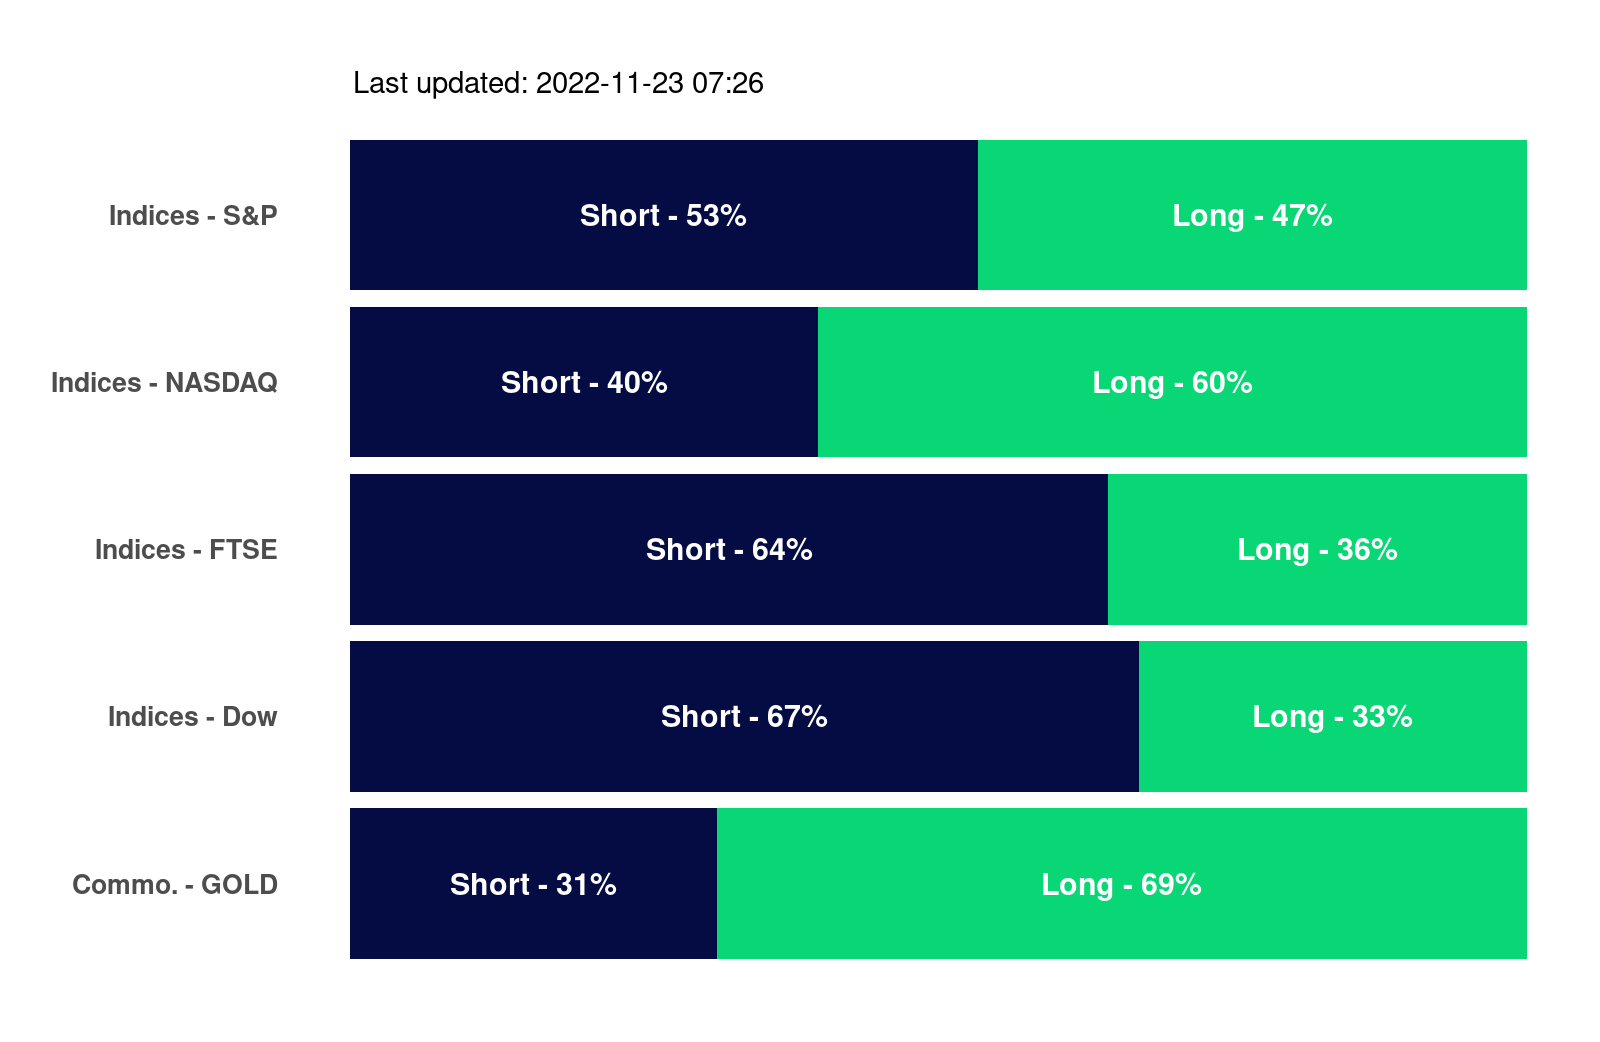 Last updated: 2022-11-23 07:26
Indices - S&P
Short - 53%
Long - 47%
Indices - NASDAQ
Short - 40%
Long - 60%
Indices - FTSE
Short - 64%
Long - 36%
Indices - Dow
Short - 67%
Long - 33%
Commo. - GOLD
Short - 31%
Long - 69%